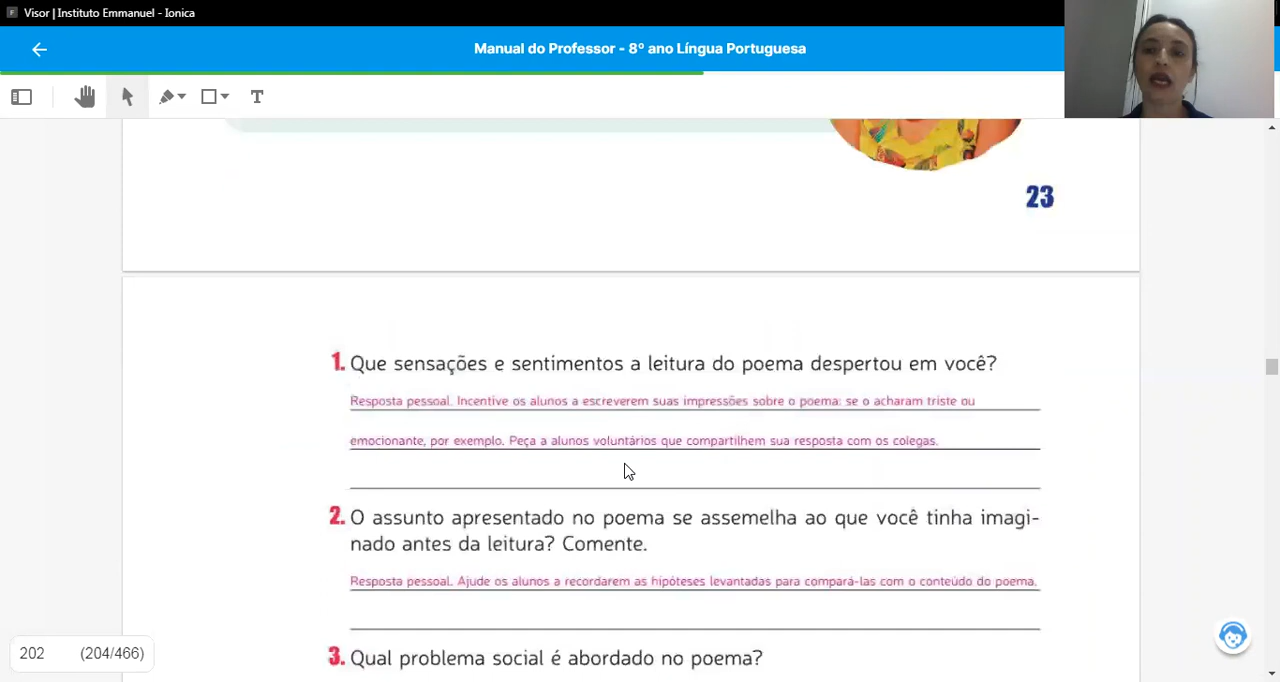 Visor | Instituto Emmanuel - Ionica
Manual do Professor - 8º ano Língua Portuguesa
T
23
1. Que sensações e sentimentos a leitura do poema despertou em você?
Resposta pessoal. Incentive os alunos a escreverem suas impressões sobre o poema: se o acharam triste ou
emocionante, por exemplo. Peça a alunos voluntários que compartilhem sua resposta com os colegas.
2. O assunto apresentado no poema se assemelha ao que você tinha imagi-
nado antes da leitura? Comente.
Resposta pessoal. Ajude os alunos a recordarem as hipóteses levantadas para compará-las com o conteúdo do poema.
3. Qual problema social é abordado no poema?
202 (204/466)